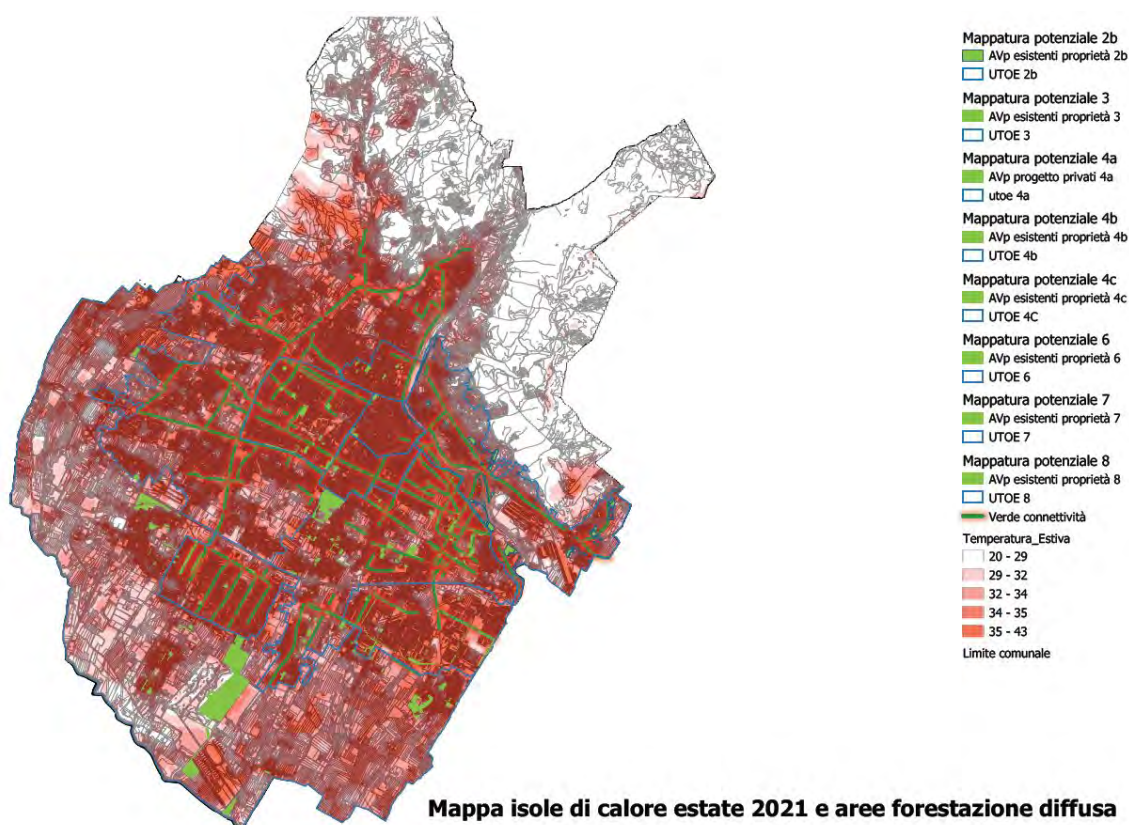 Mappatura potenziale 2b
AVp esistenti proprietà 2b
UTOE 2b
Mappatura potenziale 3
AVp esistenti proprietà 3
UTOE 3
Mappatura potenziale 4a
AVp progetto privati 4a
utoe 4a
Mappatura potenziale 4b
AVp esistenti proprietà 4b
UTOE 4b
Mappatura potenziale 4c
AVp esistenti proprietà 4c
UTOE 4C
Mappatura potenziale 6
AVp esistenti proprietà 6
UTOE 6
Mappatura potenziale 7
AVp esistenti proprietà 7
UTOE 7
Mappatura potenziale 8
AVp esistenti proprietà 8
UTOE 8
Verde connettività
Temperatura_Estiva
20 - 29
29 - 32
32 - 34
34 - 35
35 - 43
Limite comunale
Mappa isole di calore estate 2021 e aree forestazione diffusa